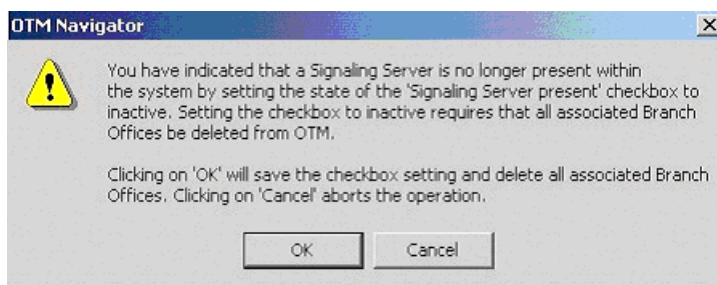 OTM Navigator
You have indicated that a Signaling Server is no longer present within
the system by setting the state of the 'Signaling Server present' checkbox to
inactive. Setting the checkbox to inactive requires that all associated Branch
Offices be deleted from OTM.
Clicking on 'OK' will save the checkbox setting and delete all associated Branch
Offices. Clicking on 'Cancel' aborts the operation.
OK Cancel